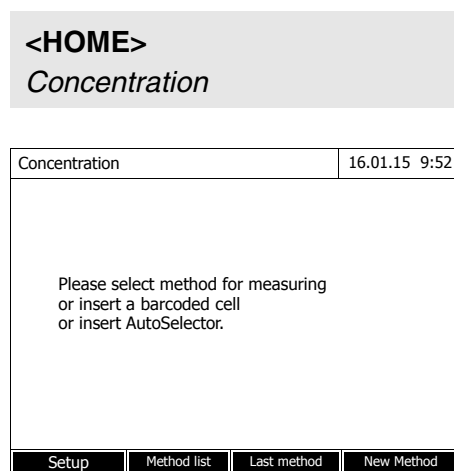 <HOME>
Concentration
Concentration 16.01.15 9:52
Please select method for measuring
or insert a barcoded cell
or insert AutoSelector.
Setup Method list Last method New Method